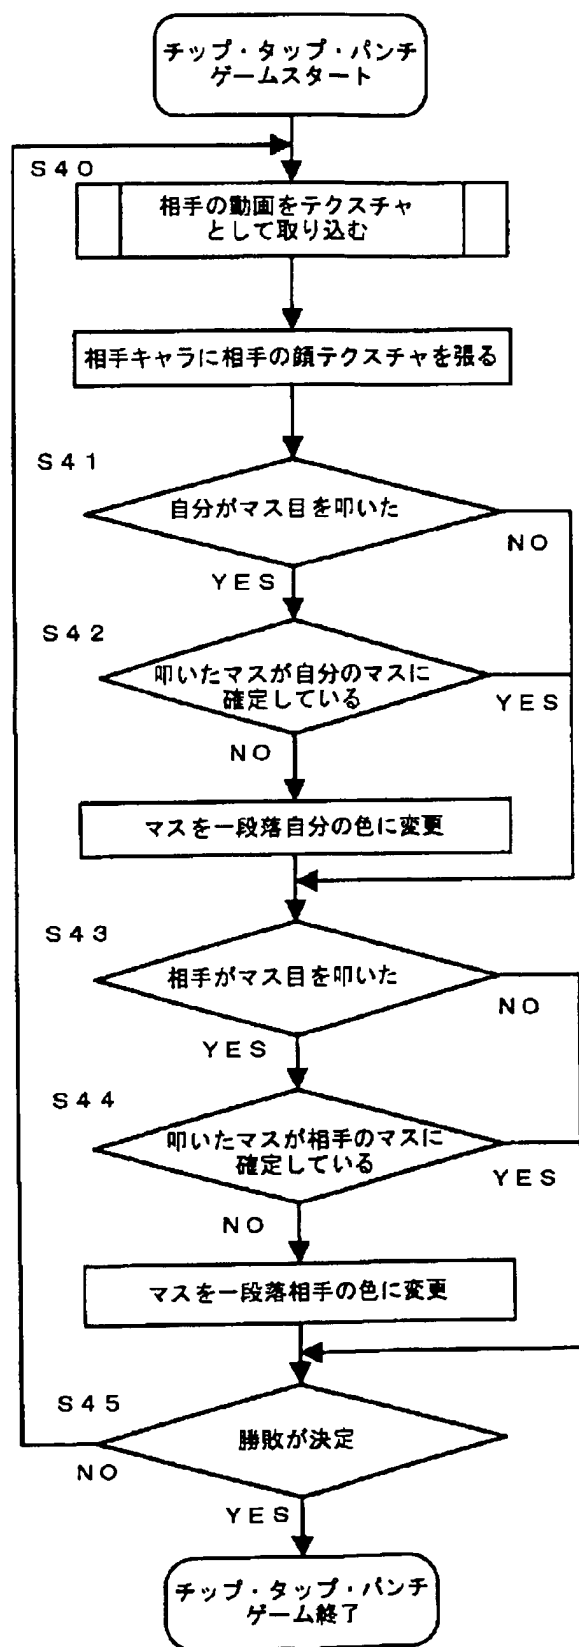 チップ・タップ・パンチ
ゲームスタート
S40
相手の動画をテクスチャ
として取り込む
相手キャラに相手の顔テクスチャを張る
S41
自分がマス目を叩いた
NO
YES
S42
叩いたマスが自分のマスに
確定している
YES
NO
マスを一段落自分の色に変更
S43
相手がマス目を叩いた
NO
YES
S44
叩いたマスが相手のマスに
確定している
YES
NO
マスを一段落相手の色に変更
S45
勝敗が決定
NO
YES
チップ・タップ・パンチ
ゲーム終了